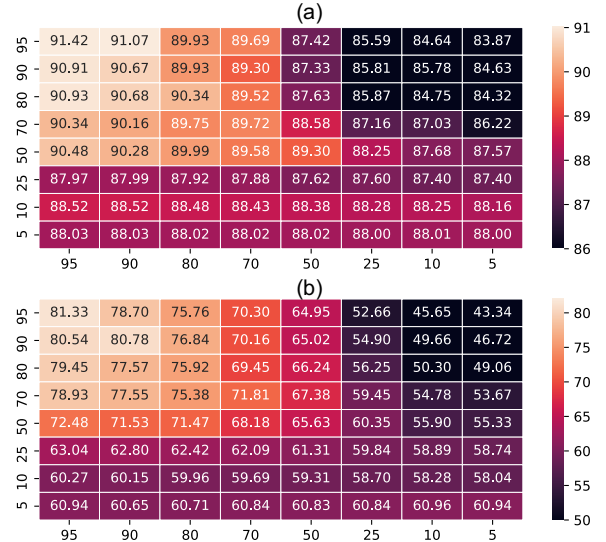 (a)
95 91.42 91.07 89.93 89.69 87.42 85.59 84.64 83.87 91
90 90.91 90.67 89.93 89.30 87.33 85.81 85.78 84.63 90
80 90.93 90.68 90.34 89.52 87.63 85.87 84.75 84.32 89
70 90.34 90.16 89.75 89.72 88.58 87.16 87.03 86.22
50 90.48 90.28 89.99 89.58 89.30 88.25 87.68 87.57 88
25 87.97 87.99 87.92 87.88 87.62 87.60 87.40 87.40
10 88.52 88.52 88.48 88.43 88.38 88.28 88.25 88.16 87
5 88.03 88.03 88.02 88.02 88.02 88.00 88.01 88.00 86
95 90 80 70 50 25 10 5
(b)
95 81.33 78.70 75.76 70.30 64.95 52.66 45.65 43.34 80
90 80.54 80.78 76.84 70.16 65.02 54.90 49.66 46.72 75
80 79.45 77.57 75.92 69.45 66.24 56.25 50.30 49.06
70 78.93 77.55 75.38 71.81 67.38 59.45 54.78 53.67 70
50 72.48 71.53 71.47 68.18 65.63 60.35 55.90 55.33 65
25 63.04 62.80 62.42 62.09 61.31 59.84 58.89 58.74 60
10 60.27 60.15 59.96 59.69 59.31 58.70 58.28 58.04 55
5 60.94 60.65 60.71 60.84 60.83 60.84 60.96 60.94 50
95 90 80 70 50 25 10 5